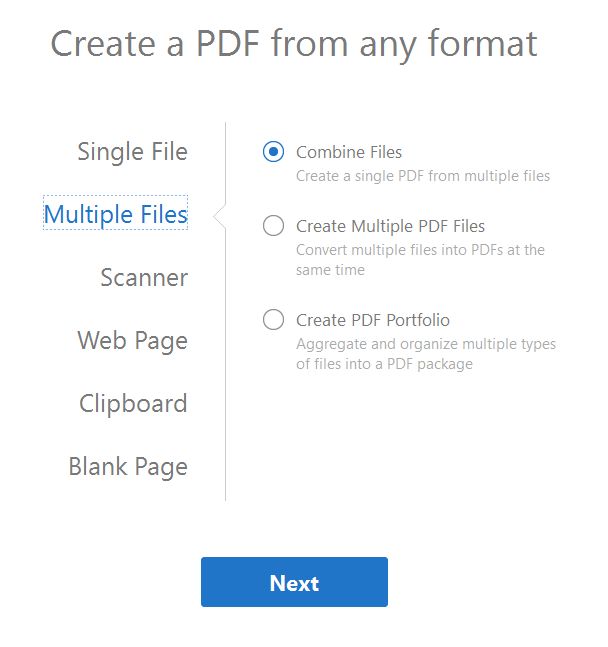 Create a PDF from any format
Single File
Multiple Files
Scanner
Web Page
Clipboard
Blank Page
Combine Files
Create a single PDF from multiple files
Create Multiple PDF Files
Convert multiple files into PDFs at the
same time
Create PDF Portfolio
Aggregate and organize multiple types
of files into a PDF package
Next